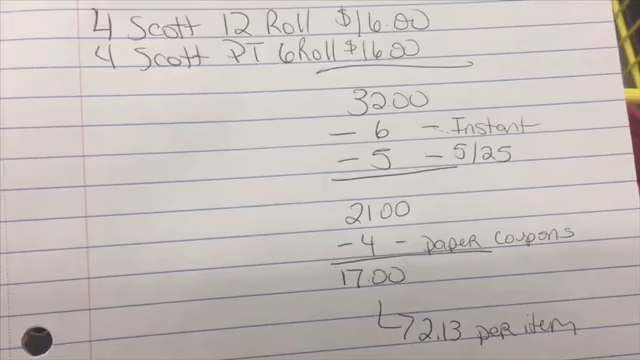 4 Scott 12 Roll $16.00
4 Scott PT 6 Roll $16.00
32.00
- 6 - Instant
- 5 - 5/25
21.00
- 4 - paper coupons
17.00
↳ 2.13 per item